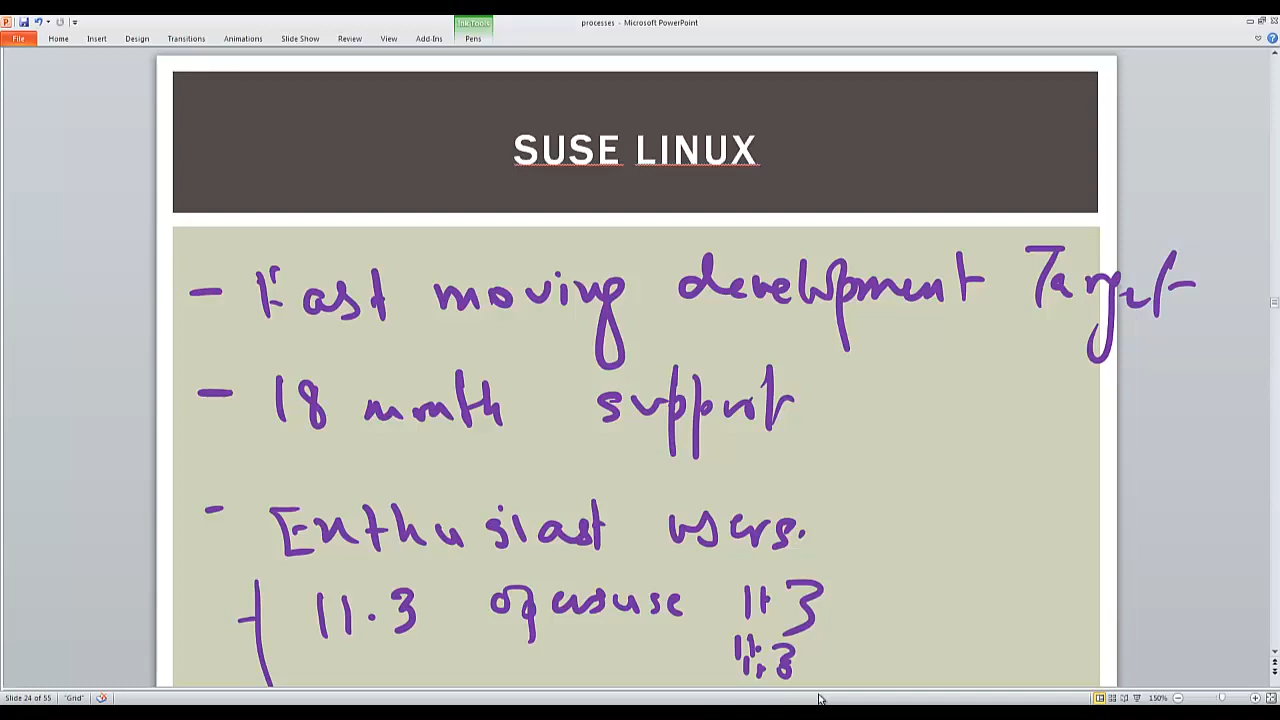 processes - Microsoft PowerPoint
Ink Tools
File Home Insert Design Transitions Animations Slide Show Review View Add-Ins Pens
SUSE LINUX
- Fast moving development Target
- 18 month support
- Enthusiast users.
11.3 opensuse 11.3
11.3
Slide 24 of 55 "Grid" 150%